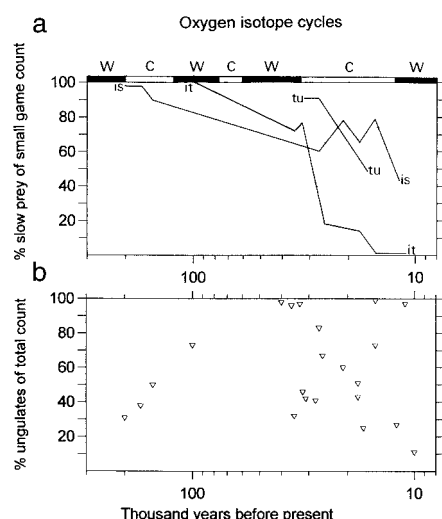 a
Oxygen isotope cycles
W C W C W C W
% slow prey of small game count
100
80
60
40
20
is
it
tu
tu
is
it
100
10
b
% ungulates of total count
100
80
60
40
20
100
10
Thousand years before present